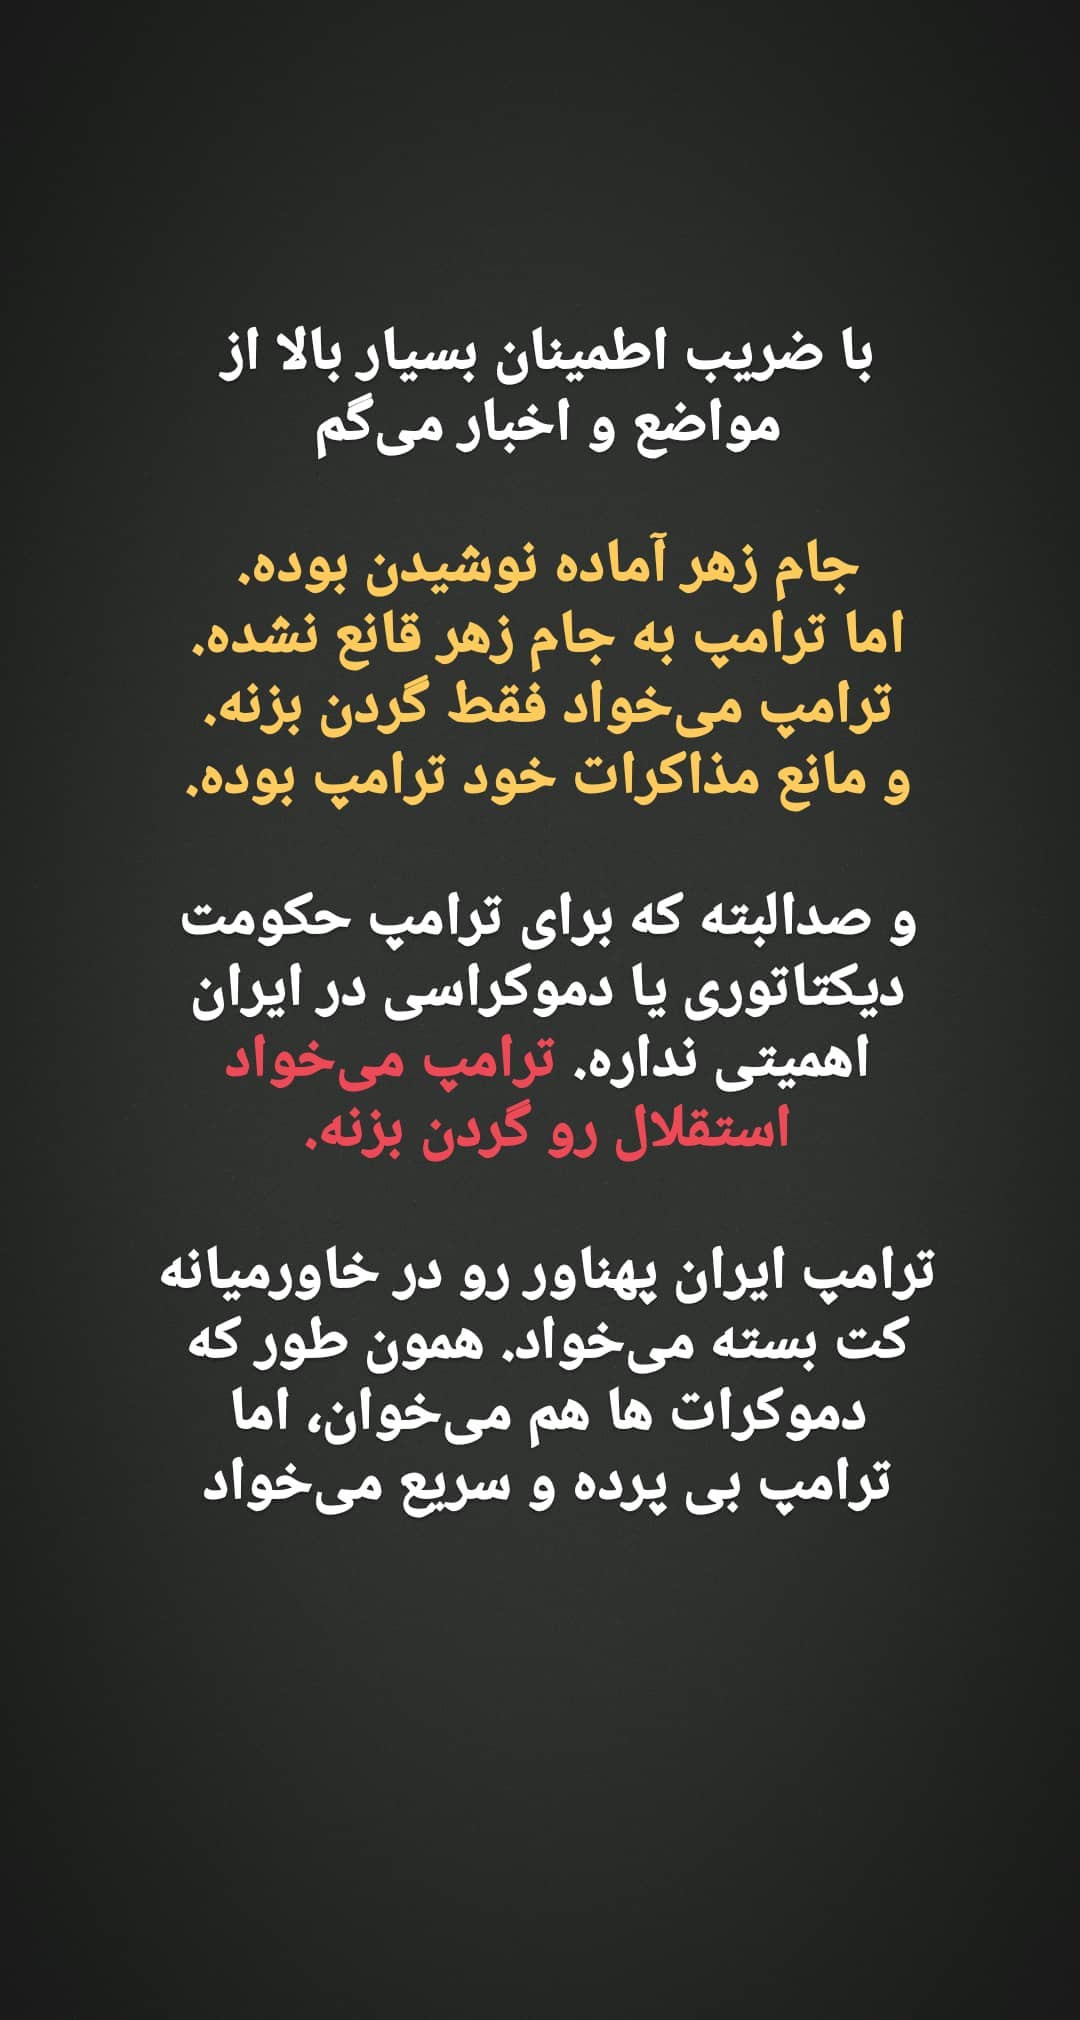 با ضریب اطمینان بسیار بالا از
مواضع و اخبار می‌گم
جام زهر آماده نوشیدن بوده.
اما ترامپ به جام زهر قانع نشده.
ترامپ می‌خواد فقط گردن بزنه.
و مانع مذاکرات خود ترامپ بوده.
و صدالبته که برای ترامپ حکومت
دیکتاتوری یا دموکراسی در ایران
اهمیتی نداره. ترامپ می‌خواد
استقلال رو گردن بزنه.
ترامپ ایران پهناور رو در خاورمیانه
کت بسته می‌خواد. همون طور که
دموکرات ها هم می‌خوان، اما
ترامپ بی پرده و سریع می‌خواد